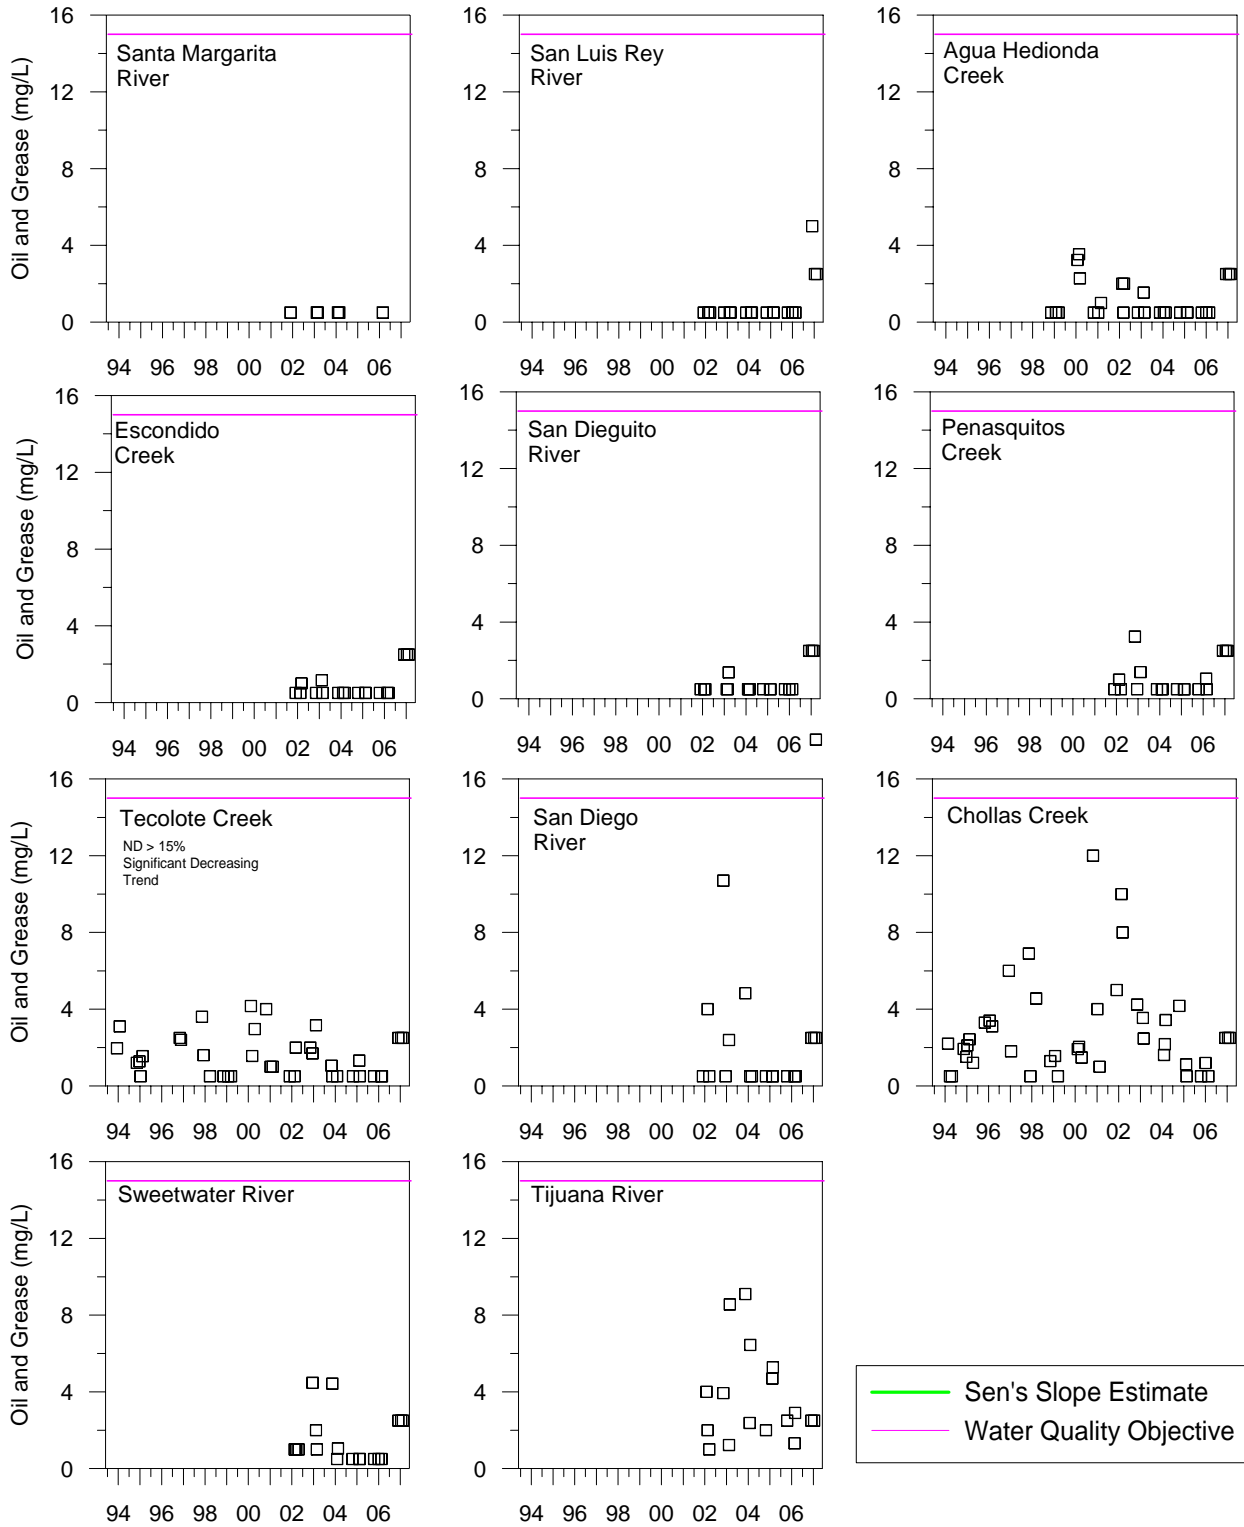 Oil and Grease (mg/L)
16
12
8
4
0
Santa Margarita
River
94 96 98 00 02 04 06
16
12
8
4
0
San Luis Rey
River
94 96 98 00 02 04 06
16
12
8
4
0
Agua Hedionda
Creek
94 96 98 00 02 04 06
Oil and Grease (mg/L)
16
12
8
4
0
Escondido
Creek
94 96 98 00 02 04 06
16
12
8
4
0
San Dieguito
River
94 96 98 00 02 04 06
16
12
8
4
0
Penasquitos
Creek
94 96 98 00 02 04 06
Oil and Grease (mg/L)
16
12
8
4
0
Tecolote Creek
ND > 15%
Significant Decreasing
Trend
94 96 98 00 02 04 06
16
12
8
4
0
San Diego
River
94 96 98 00 02 04 06
16
12
8
4
0
Chollas Creek
94 96 98 00 02 04 06
Oil and Grease (mg/L)
16
12
8
4
0
Sweetwater River
94 96 98 00 02 04 06
16
12
8
4
0
Tijuana River
94 96 98 00 02 04 06
Sen's Slope Estimate
Water Quality Objective